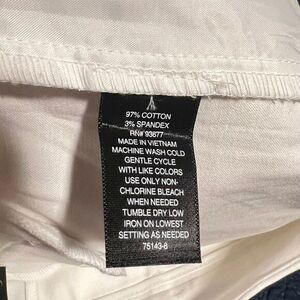 97% COTTON
3% SPANDEX
RN# 93677
MADE IN VIETNAM
MACHINE WASH COLD
GENTLE CYCLE
WITH LIKE COLORS
USE ONLY NON-
CHLORINE BLEACH
WHEN NEEDED
TUMBLE DRY LOW
IRON ON LOWEST
SETTING AS NEEDED
75143-6